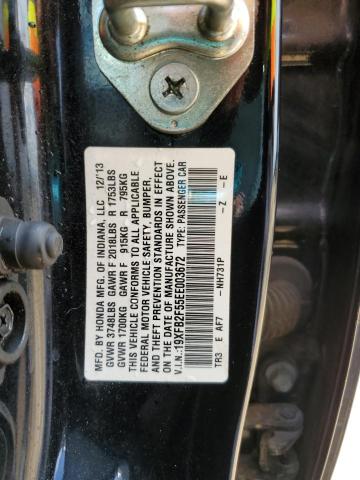 MFD. BY HONDA MFG. OF INDIANA, LLC 12/13
GVWR 3748LBS GAWR F 2018LBS R 1753LBS
GVWR 1700KG GAWR F 915KG R 795KG
THIS VEHICLE CONFORMS TO ALL APPLICABLE
FEDERAL MOTOR VEHICLE SAFETY, BUMPER,
AND THEFT PREVENTION STANDARDS IN EFFECT
ON THE DATE OF MANUFACTURE SHOWN ABOVE.
V.I.N.:19XFB2F55EE003672 TYPE: PASSENGER CAR
TR3 E AF7 -NH731P -Z -E